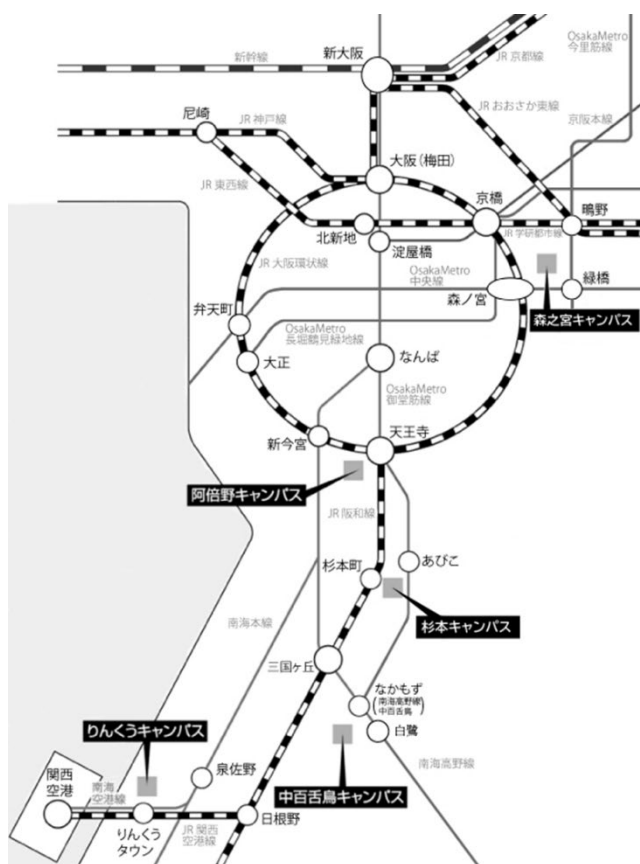 新幹線
新大阪
JR 京都線
OsakaMetro
今里筋線
尼崎
JR 神戸線
JR おおさか東線
京阪本線
大阪(梅田)
JR 東西線
京橋
鴫野
北新地
淀屋橋
JR 学研都市線
JR 大阪環状線
OsakaMetro
中央線
森ノ宮
緑橋
弁天町
森之宮キャンパス
OsakaMetro
長堀鶴見緑地線
大正
なんば
OsakaMetro
御堂筋線
新今宮
天王寺
阿倍野キャンパス
JR 阪和線
杉本町
あびこ
南海本線
杉本キャンパス
三国ヶ丘
なかもず
(南海高野線
中百舌鳥)
白鷺
りんくうキャンパス
南海高野線
関西
空港
泉佐野
中百舌鳥キャンパス
南海
空港線
りんくう
タウン
JR 関西
空港線
日根野